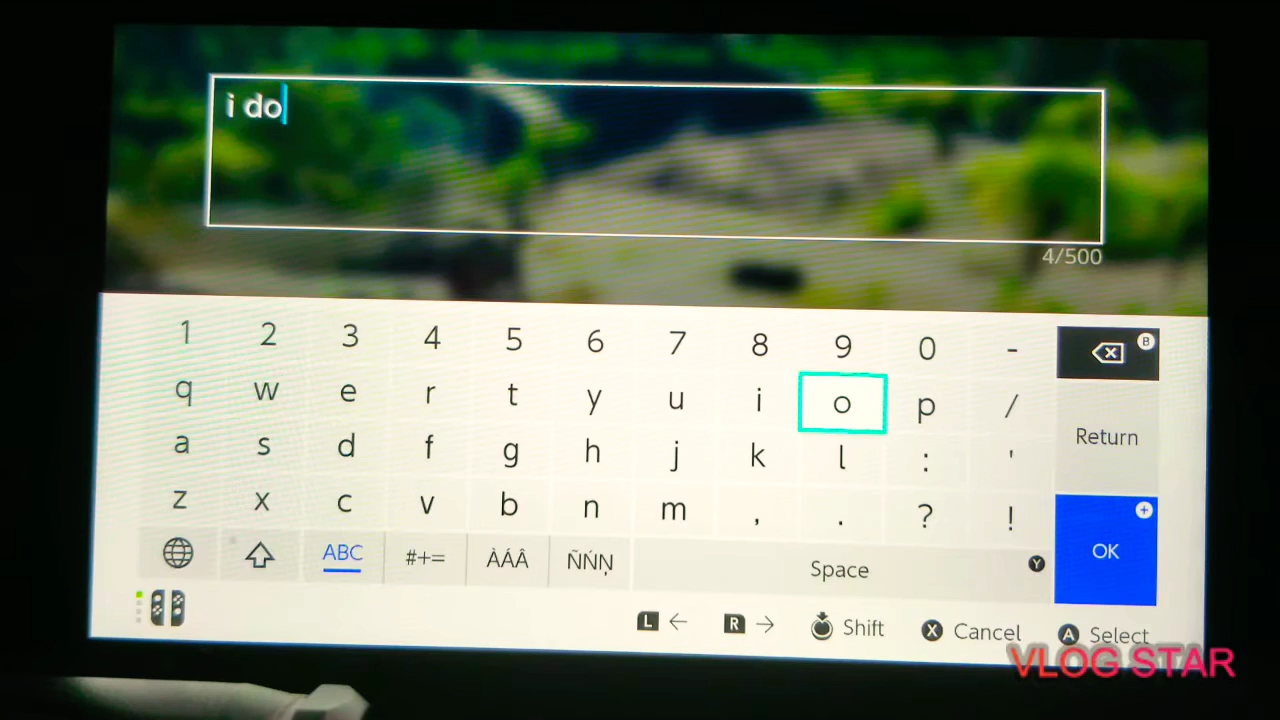 i do
4/500
1 2 3 4 5 6 7 8 9 0 -
B
q w e r t y u i o p /
a s d f g h j k l : '
Return
z x c v b n m , . ? !
+
OK
ABC #+= ÀÁÂ ÑŃŅ Space Y
L ← R → Shift X Cancel A Select
VLOG STAR